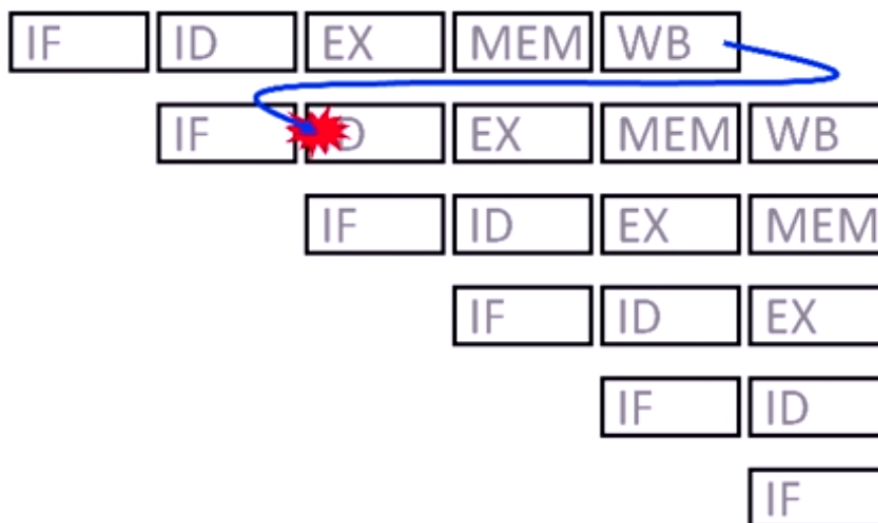 IF ID EX MEM WB
IF D EX MEM WB
IF ID EX MEM
IF ID EX
IF ID
IF